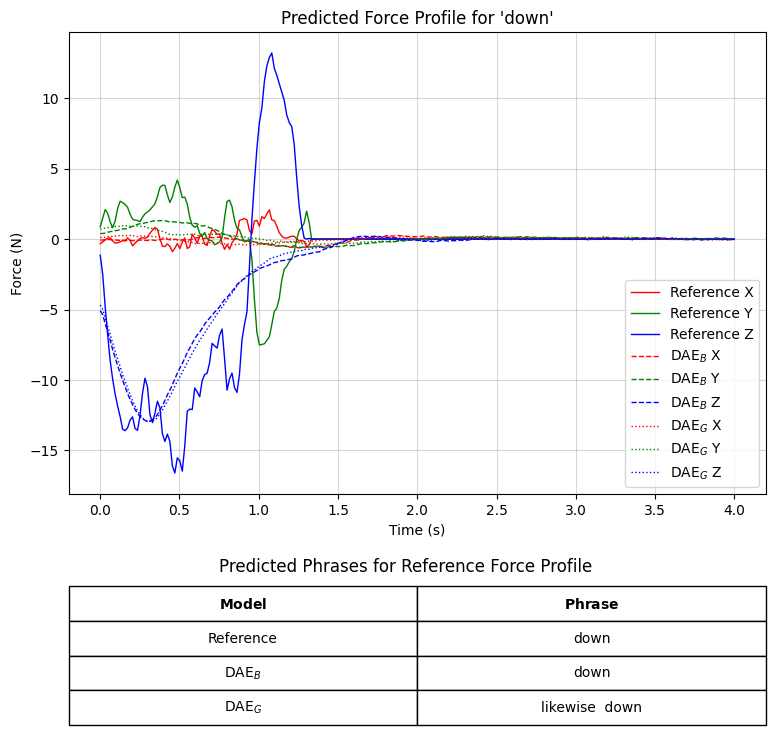 Predicted Force Profile for 'down'
Force (N)
10
5
0
−5
−10
−15
Reference X
Reference Y
Reference Z
DAE_B X
DAE_B Y
DAE_B Z
DAE_G X
DAE_G Y
DAE_G Z
0.0 0.5 1.0 1.5 2.0 2.5 3.0 3.5 4.0
Time (s)
Predicted Phrases for Reference Force Profile
Model Phrase
Reference down
DAE_B down
DAE_G likewise down